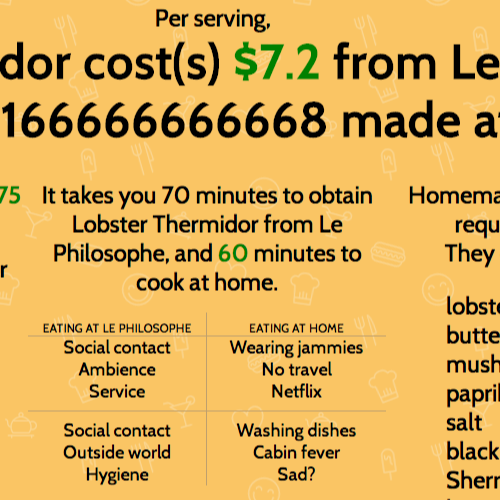 Per serving,
dor cost(s) $7.2 from Le
166666666668 made a
75
It takes you 70 minutes to obtain
Lobster Thermidor from Le
Philosophe, and 60 minutes to
cook at home.
r
EATING AT LE PHILOSOPHE EATING AT HOME
Social contact Wearing jammies
Ambience No travel
Service Netflix
Social contact Washing dishes
Outside world Cabin fever
Hygiene Sad?
Homema
requ
They
lobste
butte
mush
papri
salt
black
Sherr